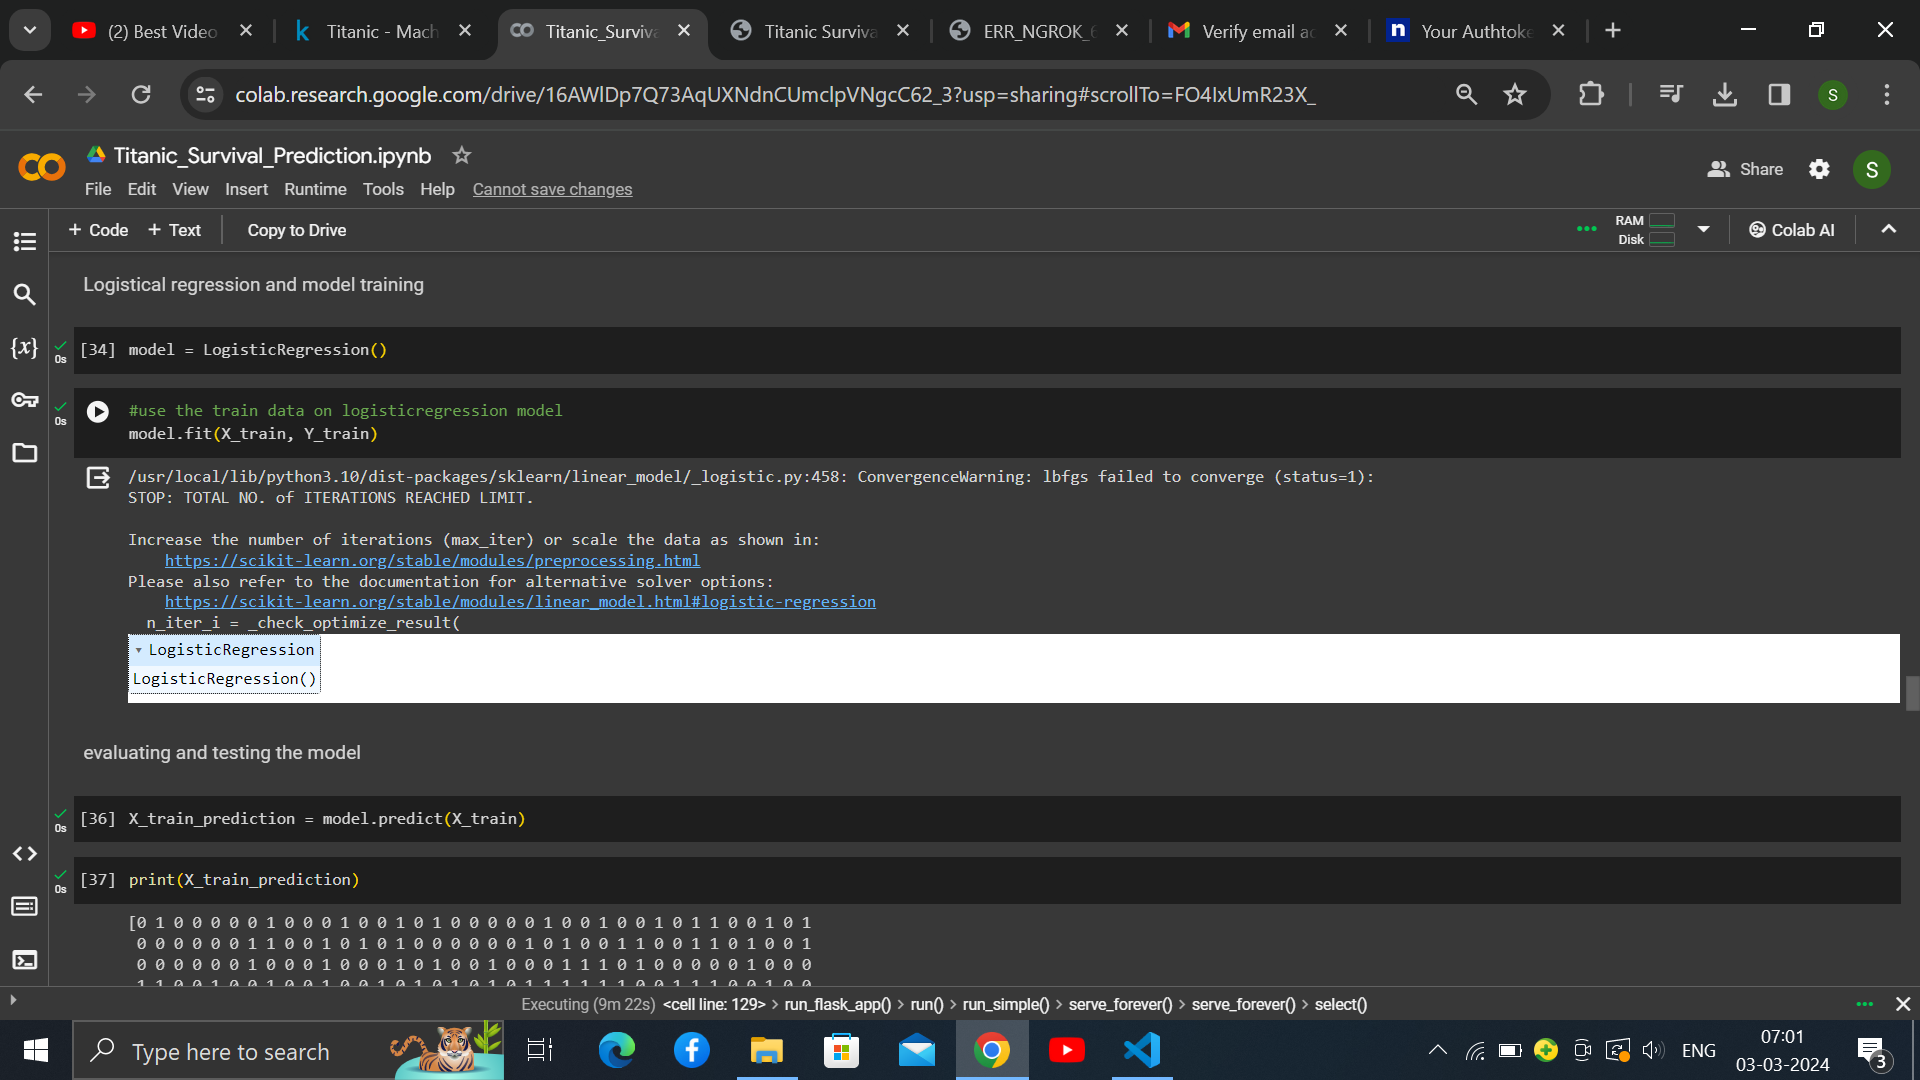 (2) Best Video
Titanic - Mach
Titanic_Surviva
Titanic Surviva
ERR_NGROK_6
Verify email ac
Your Authtoke
colab.research.google.com/drive/16AWlDp7Q73AqUXNdnCUmclpVNgcC62_3?usp=sharing#scrollTo=FO4IxUmR23X_
S
Titanic_Survival_Prediction.ipynb
File Edit View Insert Runtime Tools Help Cannot save changes
Share
S
+ Code + Text Copy to Drive
RAM
Disk
Colab AI
Logistical regression and model training
0s
[34] model = LogisticRegression()
0s
#use the train data on logisticregression model
model.fit(X_train, Y_train)
/usr/local/lib/python3.10/dist-packages/sklearn/linear_model/_logistic.py:458: ConvergenceWarning: lbfgs failed to converge (status=1):
STOP: TOTAL NO. of ITERATIONS REACHED LIMIT.
Increase the number of iterations (max_iter) or scale the data as shown in:
https://scikit-learn.org/stable/modules/preprocessing.html
Please also refer to the documentation for alternative solver options:
https://scikit-learn.org/stable/modules/linear_model.html#logistic-regression
n_iter_i = _check_optimize_result(
LogisticRegression
LogisticRegression()
evaluating and testing the model
0s
[36] X_train_prediction = model.predict(X_train)
0s
[37] print(X_train_prediction)
[0 1 0 0 0 0 0 1 0 0 0 1 0 0 1 0 1 0 0 0 0 0 1 0 0 1 0 0 1 0 1 1 0 0 1 0 1
0 0 0 0 0 0 1 1 0 0 1 0 1 0 1 0 0 0 0 0 0 1 0 1 0 0 1 1 0 0 1 1 0 1 0 0 1
0 0 0 0 0 0 1 0 0 0 1 0 0 0 1 0 1 0 0 1 0 0 0 1 1 1 0 1 0 0 0 0 0 1 0 0 0
Executing (9m 22s) <cell line: 129> > run_flask_app() > run() > run_simple() > serve_forever() > serve_forever() > select()
Type here to search
ENG
07:01
03-03-2024
3